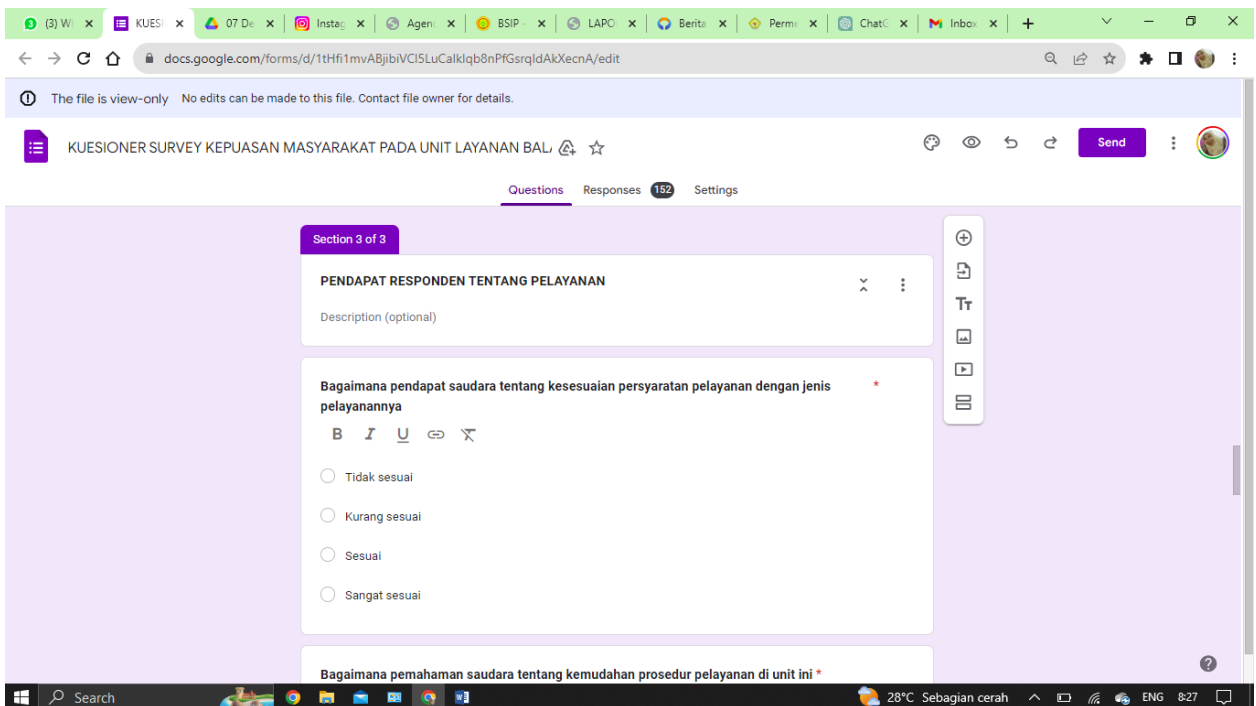 (3) W KUES 07 De Instag Agen BSIP - LAPO Berita Perm ChatG Inbox
docs.google.com/forms/d/1tHfi1mvABjibiVCI5LuCalkIqb8nPfGsrqIdAkXecnA/edit
The file is view-only No edits can be made to this file. Contact file owner for details.
KUESIONER SURVEY KEPUASAN MASYARAKAT PADA UNIT LAYANAN BAL
Send
Questions Responses 152 Settings
Section 3 of 3
PENDAPAT RESPONDEN TENTANG PELAYANAN
Description (optional)
Bagaimana pendapat saudara tentang kesesuaian persyaratan pelayanan dengan jenis *
pelayanannya
B I U
Tidak sesuai
Kurang sesuai
Sesuai
Sangat sesuai
Bagaimana pemahaman saudara tentang kemudahan prosedur pelayanan di unit ini *
Search 28°C Sebagian cerah ENG 8:27